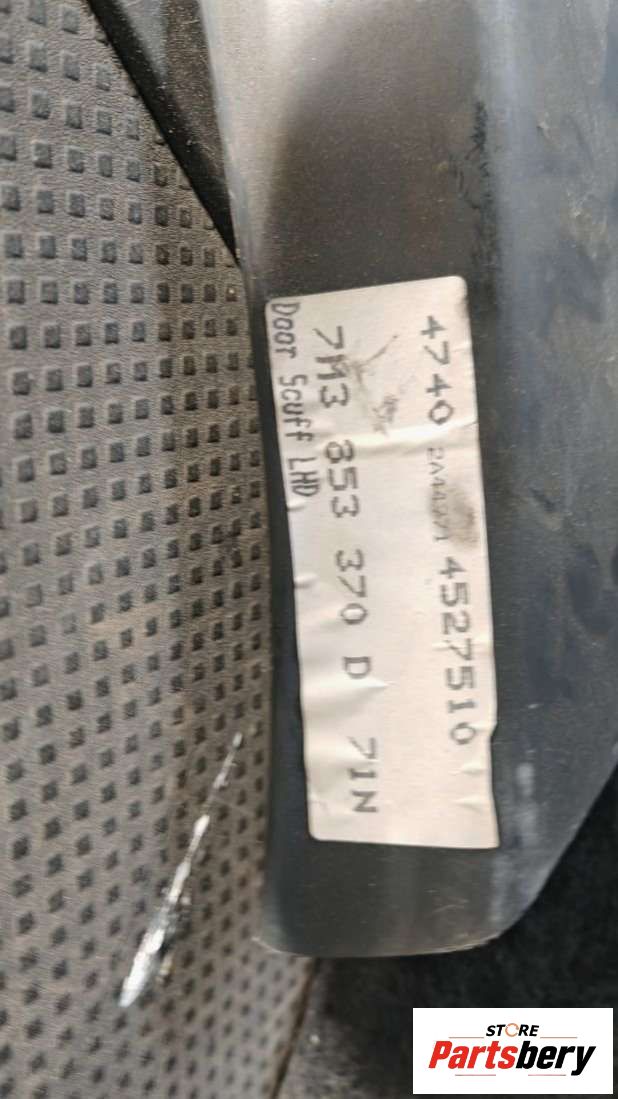 4740 4527510
7M3 853 370 D 71N
Door Scuff LHD
STORE
Partsbery